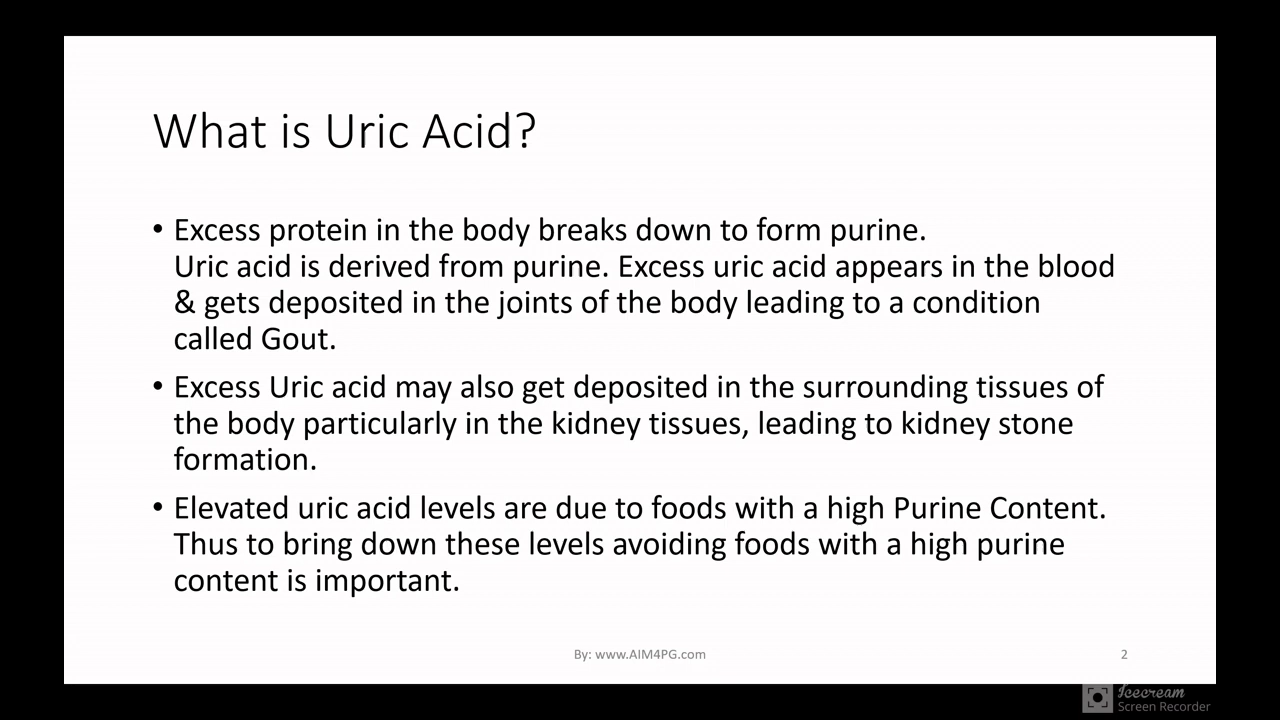 What is Uric Acid?
• Excess protein in the body breaks down to form purine.
Uric acid is derived from purine. Excess uric acid appears in the blood
& gets deposited in the joints of the body leading to a condition
called Gout.
• Excess Uric acid may also get deposited in the surrounding tissues of
the body particularly in the kidney tissues, leading to kidney stone
formation.
• Elevated uric acid levels are due to foods with a high Purine Content.
Thus to bring down these levels avoiding foods with a high purine
content is important.
By: www.AIM4PG.com
2
Icecream
Screen Recorder